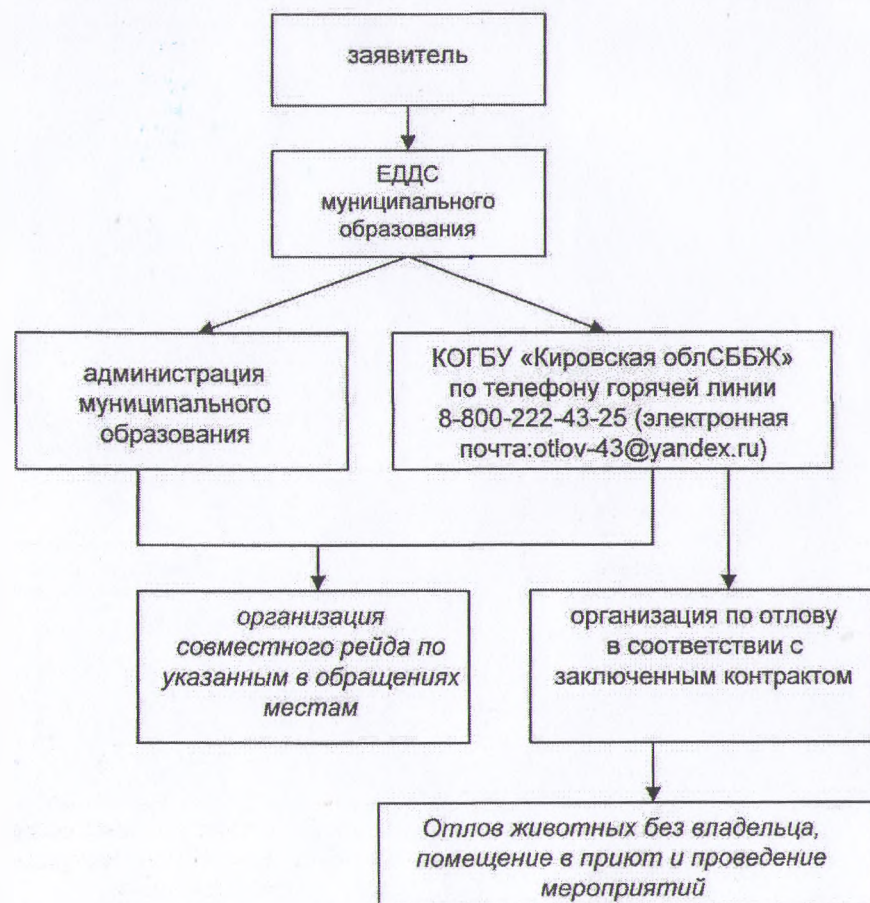 заявитель
ЕДДС
муниципального
образования
администрация
муниципального
образования
КОГБУ «Кировская облСББЖ»
по телефону горячей линии
8-800-222-43-25 (электронная
почта:otlov-43@yandex.ru)
организация
совместного рейда по
указанным в обращениях
местам
организация по отлову
в соответствии с
заключенным контрактом
Отлов животных без владельца,
помещение в приют и проведение
мероприятий